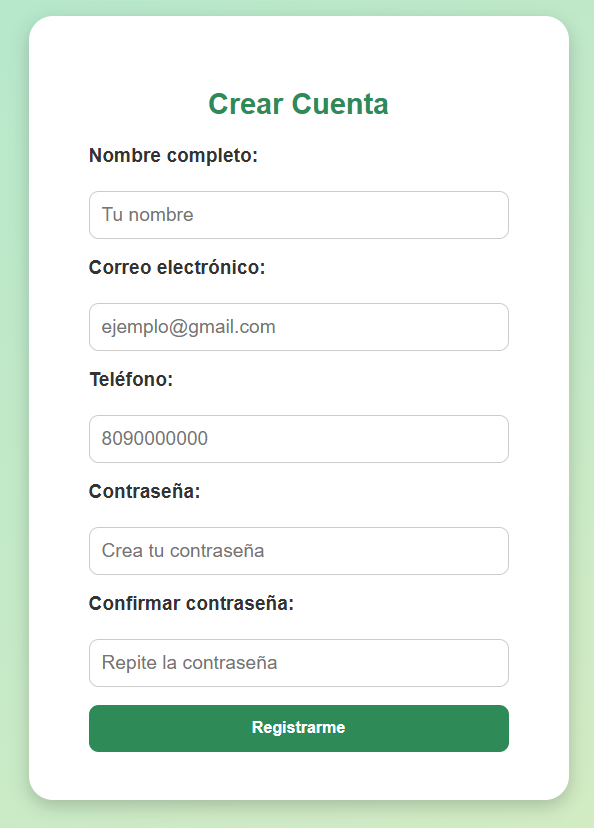 Crear Cuenta
Nombre completo:
Tu nombre
Correo electrónico:
ejemplo@gmail.com
Teléfono:
8090000000
Contraseña:
Crea tu contraseña
Confirmar contraseña:
Repite la contraseña
Registrarme